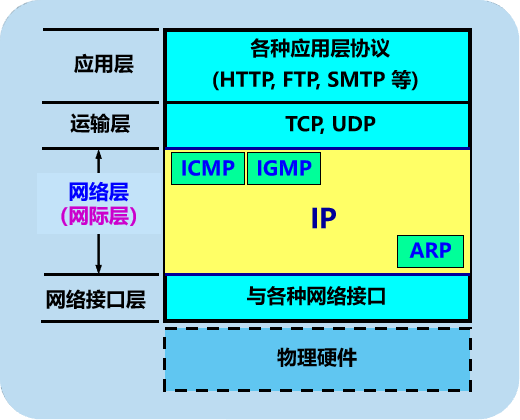 应用层
各种应用层协议
(HTTP, FTP, SMTP 等)
运输层
TCP, UDP
ICMP
IGMP
网络层
(网际层)
IP
ARP
网络接口层
与各种网络接口
物理硬件